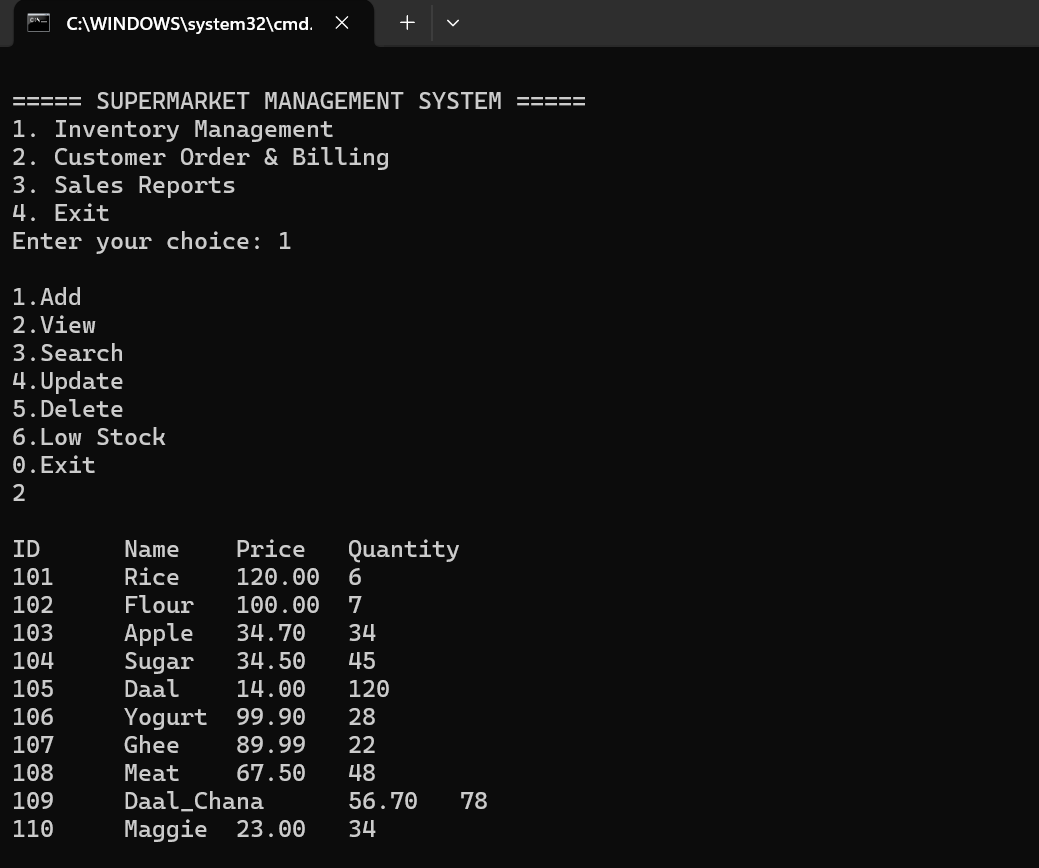 C:\WINDOWS\system32\cmd.
===== SUPERMARKET MANAGEMENT SYSTEM =====
1. Inventory Management
2. Customer Order & Billing
3. Sales Reports
4. Exit
Enter your choice: 1
1.Add
2.View
3.Search
4.Update
5.Delete
6.Low Stock
0.Exit
2
ID      Name    Price   Quantity
101     Rice    120.00  6
102     Flour   100.00  7
103     Apple   34.70   34
104     Sugar   34.50   45
105     Daal    14.00   120
106     Yogurt  99.90   28
107     Ghee    89.99   22
108     Meat    67.50   48
109     Daal_Chana      56.70   78
110     Maggie  23.00   34